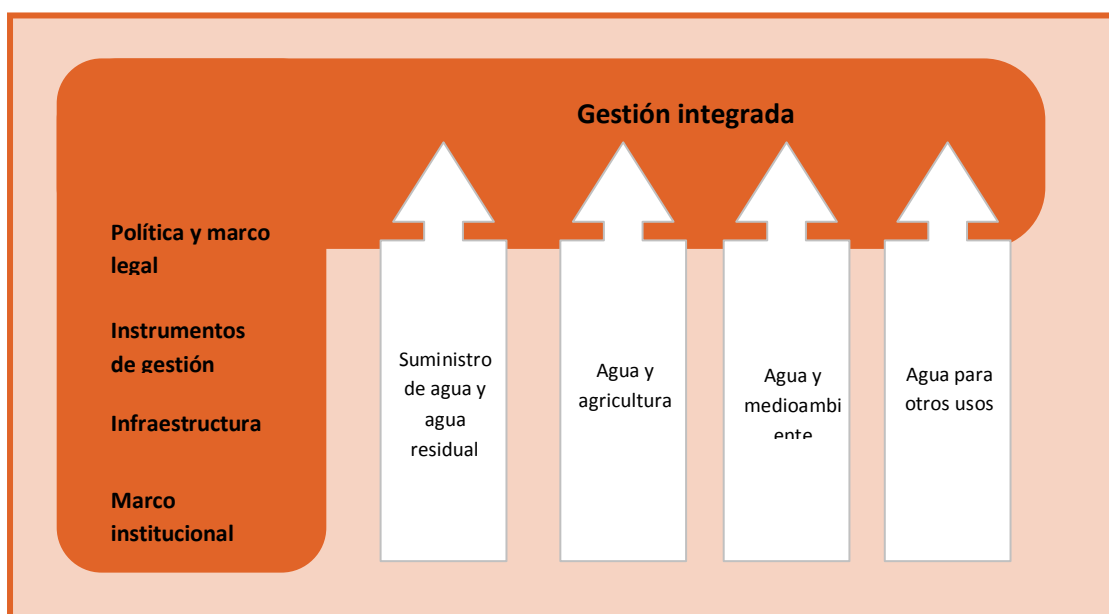 Gestión integrada
Política y marco
legal
Instrumentos
de gestión
Infraestructura
Marco
institucional
Suministro
de agua y
agua
residual
Agua y
agricultura
Agua y
medioambi
ente
Agua para
otros usos